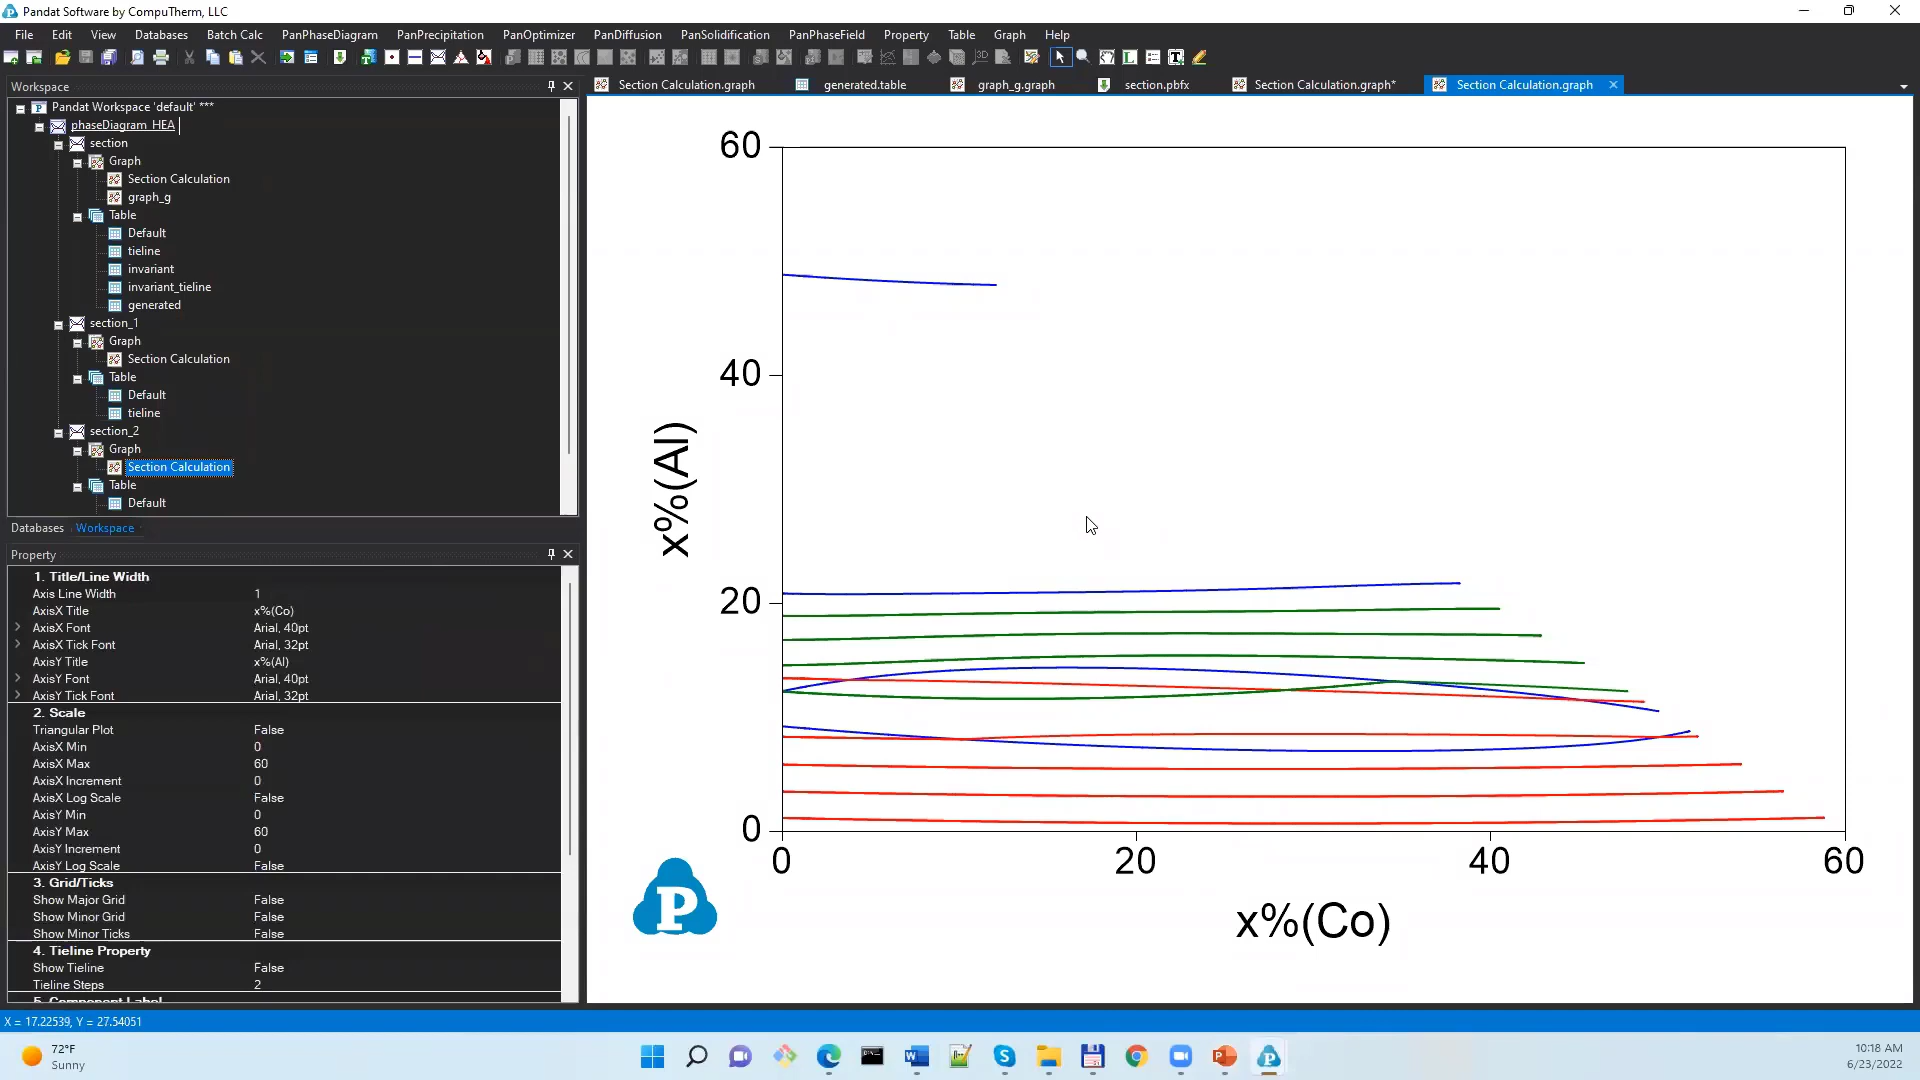 Pandat Software by CompuTherm, LLC
File Edit View Databases Batch Calc PanPhaseDiagram PanPrecipitation PanOptimizer PanDiffusion PanSolidification PanPhaseField Property Table Graph Help
Workspace
Section Calculation.graph generated.table graph_g.graph section.pbfx Section Calculation.graph* Section Calculation.graph
Pandat Workspace 'default' ***
phaseDiagram_HEA
section
Graph
Section Calculation
graph_g
Table
Default
tieline
invariant
invariant_tieline
generated
section_1
Graph
Section Calculation
Table
Default
tieline
section_2
Graph
Section Calculation
Table
Default
Databases Workspace
Property
1. Title/Line Width
Axis Line Width 1
AxisX Title x%(Co)
AxisX Font Arial, 40pt
AxisX Tick Font Arial, 32pt
AxisY Title x%(Al)
AxisY Font Arial, 40pt
AxisY Tick Font Arial, 32pt
2. Scale
Triangular Plot False
AxisX Min 0
AxisX Max 60
AxisX Increment 0
AxisX Log Scale False
AxisY Min 0
AxisY Max 60
AxisY Increment 0
AxisY Log Scale False
3. Grid/Ticks
Show Major Grid False
Show Minor Grid False
Show Minor Ticks False
4. Tieline Property
Show Tieline False
Tieline Steps 2
5. Component Label
60
40
20
0
x%(Al)
0 20 40 60
x%(Co)
P
X = 17.22539, Y = 27.54051
72°F
Sunny
10:18 AM
6/23/2022